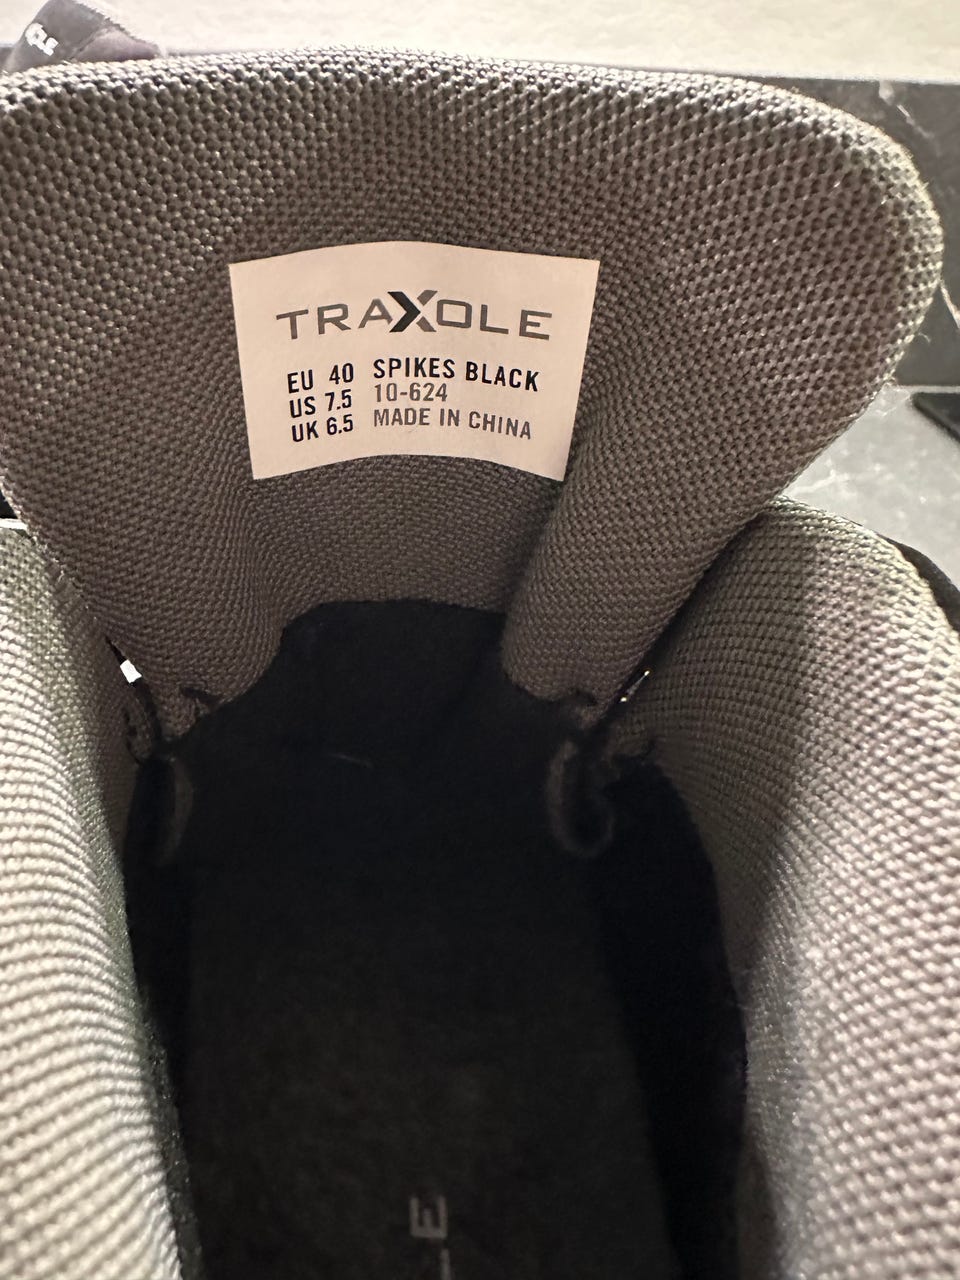 TRAXOLE
EU 40 SPIKES BLACK
US 7.5 10-624
UK 6.5 MADE IN CHINA
E